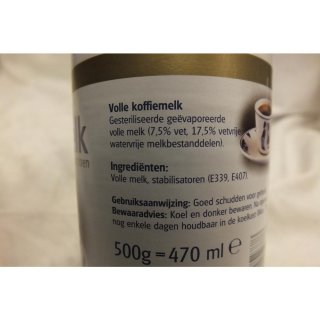 Volle koffiemelk
Gesteriliseerde geëvaporeerde
volle melk (7,5% vet, 17,5% vetvrije
watervrije melkbestanddelen).
Ingrediënten:
Volle melk, stabilisatoren (E339, E407).
Gebruiksaanwijzing: Goed schudden voor
Bewaaradvies: Koel en donker bewaren. Na
nog enkele dagen houdbaar in de koelkast
500g = 470 ml e
lk